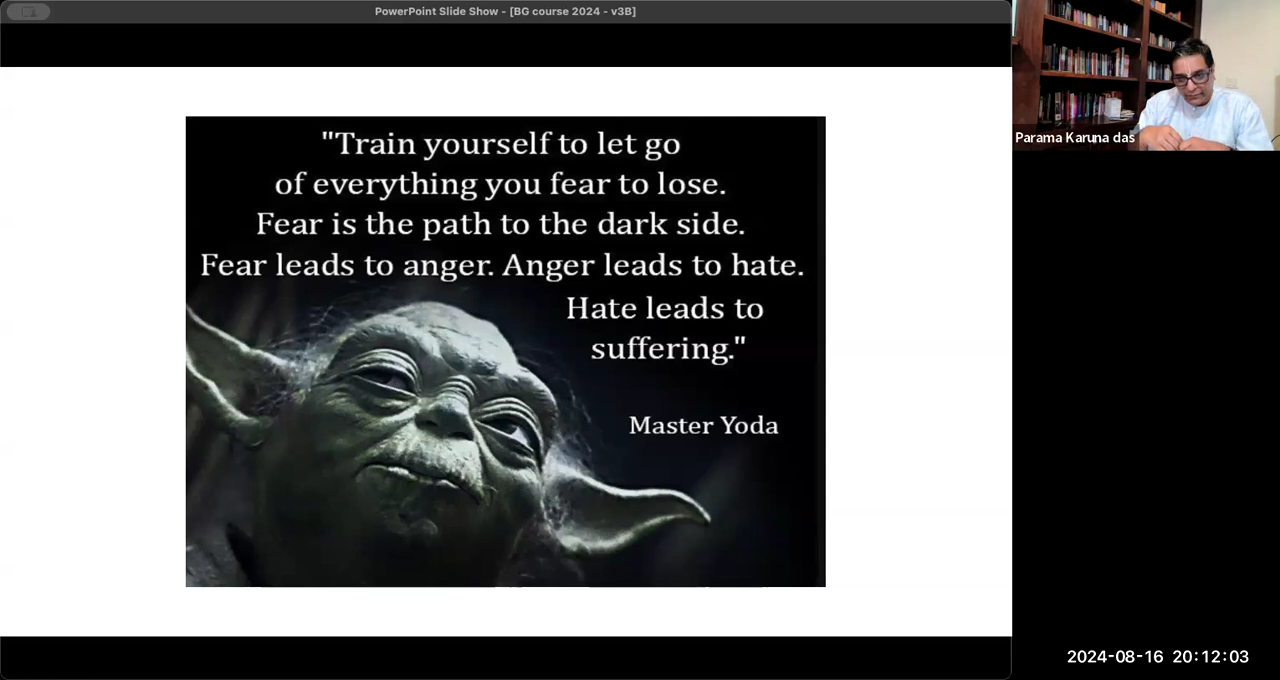 PowerPoint Slide Show - [BG course 2024 - v3B]
"Train yourself to let go
of everything you fear to lose.
Fear is the path to the dark side.
Fear leads to anger. Anger leads to hate.
Hate leads to
suffering."
Master Yoda
Parama Karuna das
2024-08-16 20:12:03